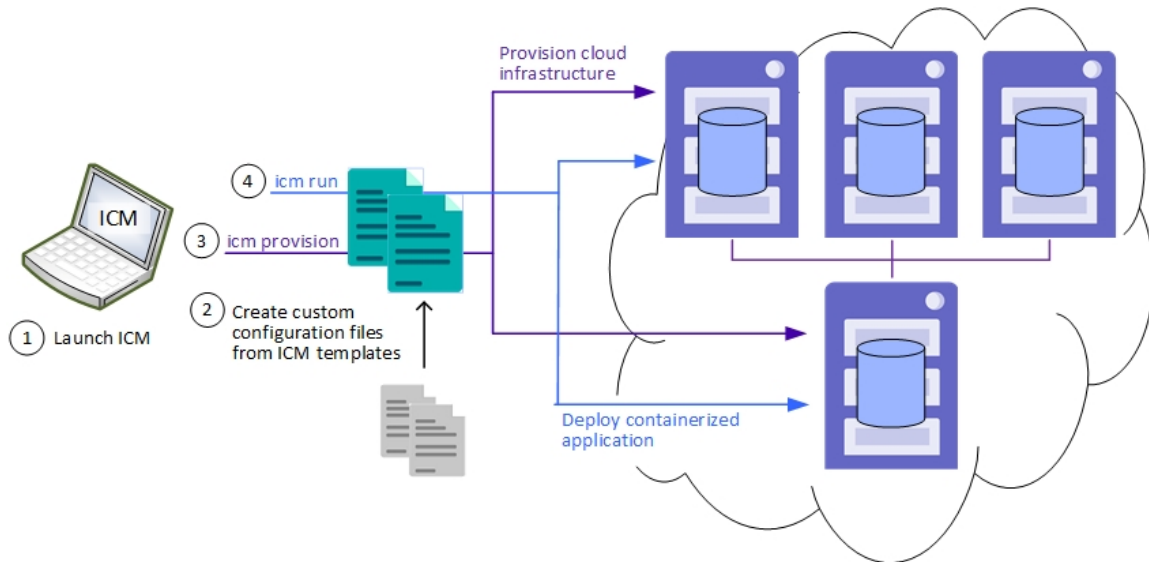 Provision cloud
infrastructure
4
icm run
ICM
3
icm provision
2
Create custom
configuration files
from ICM templates
1
Launch ICM
Deploy containerized
application